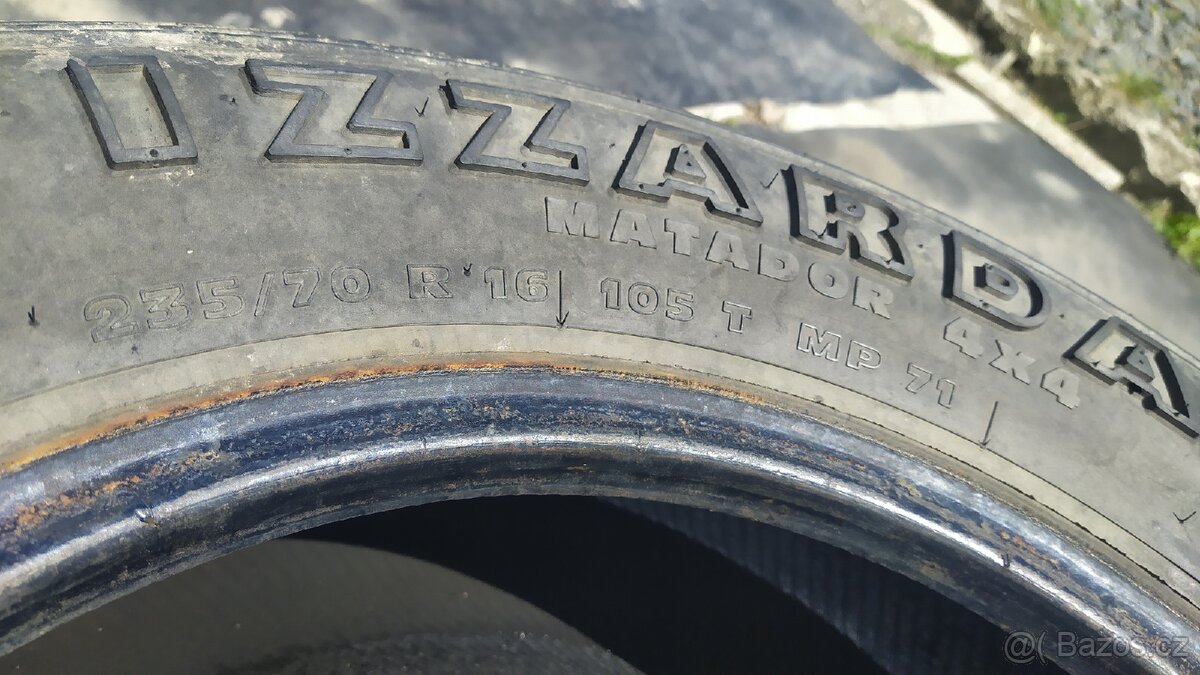 IZZARDA
MATADOR 4X4
235/70 R 16 105 T MP 71
@( Bazos.cz